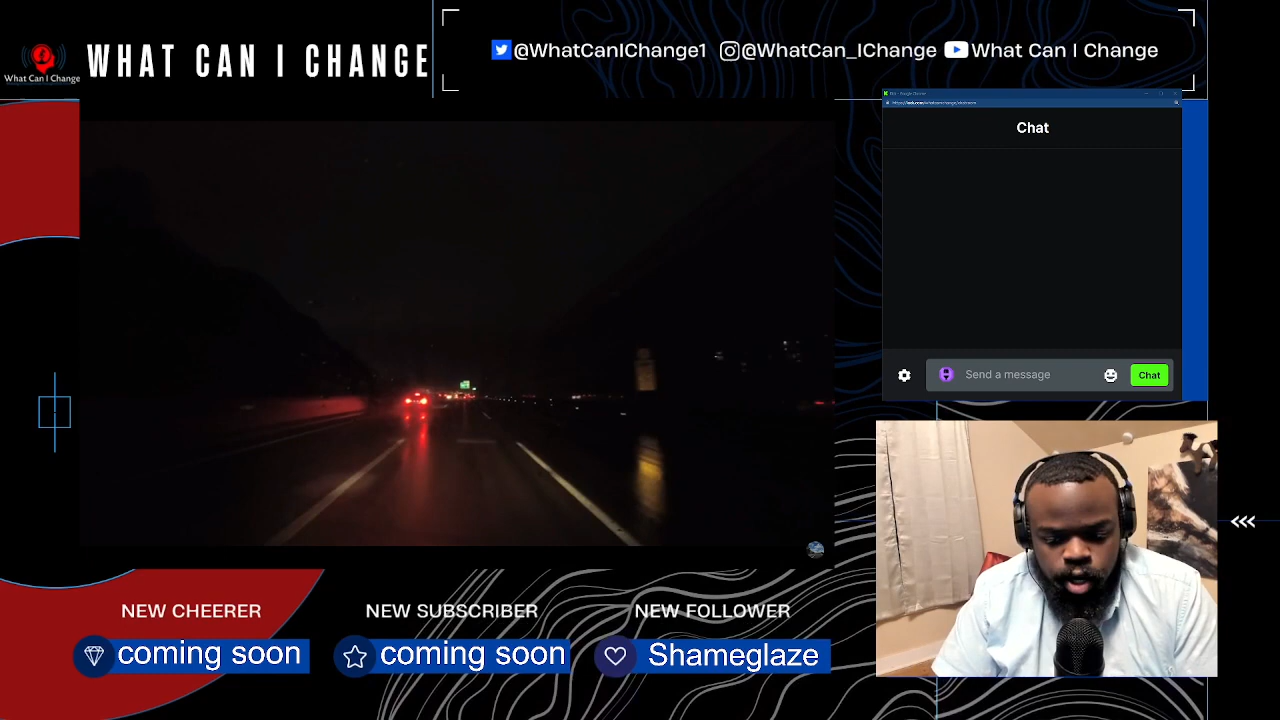 WHAT CAN I CHANGE
What Can I Change
@WhatCanIChange1
@WhatCan_IChange
What Can I Change
Chat
Send a message
Chat
NEW CHEERER
NEW SUBSCRIBER
NEW FOLLOWER
coming soon
coming soon
Shameglaze